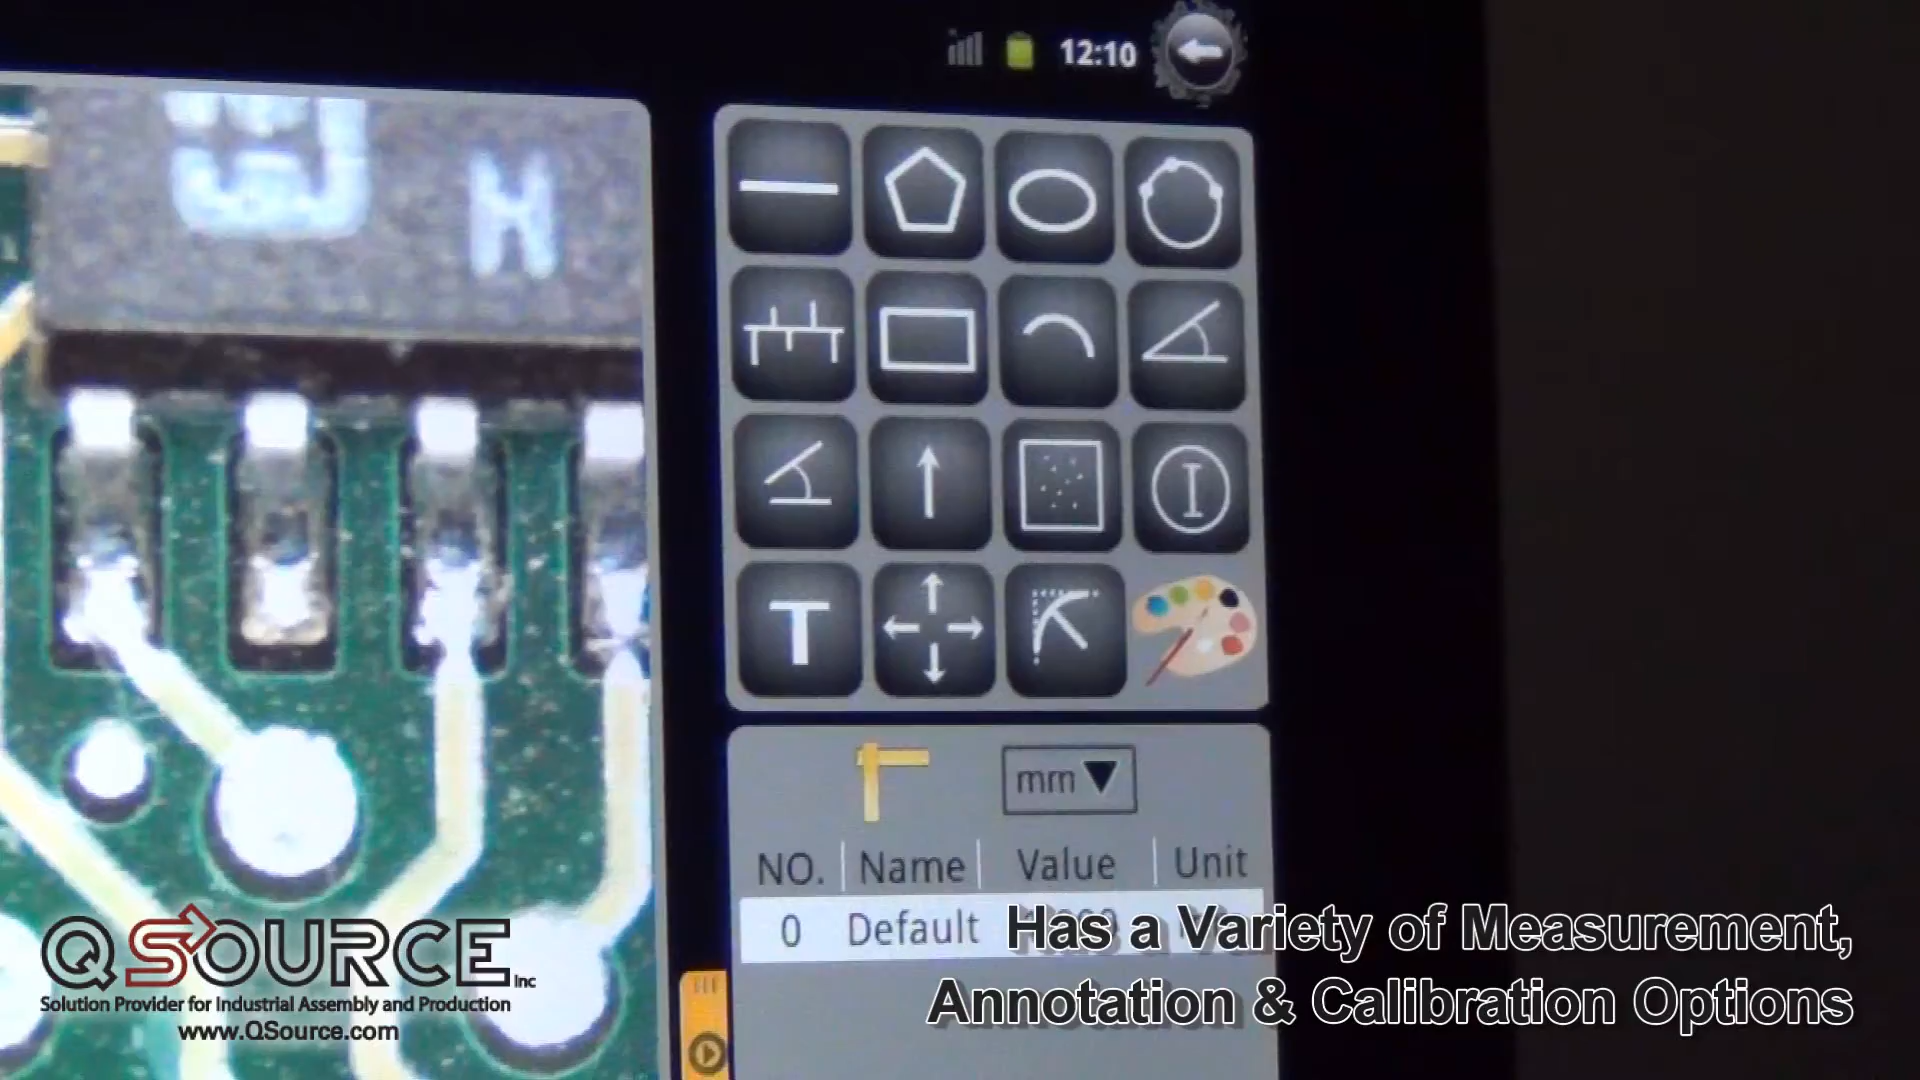 12:10
N
T
mm
NO. Name Value Unit
0 Default
Has a Variety of Measurement,
Annotation & Calibration Options
QSOURCE Inc
Solution Provider for Industrial Assembly and Production
www.QSource.com